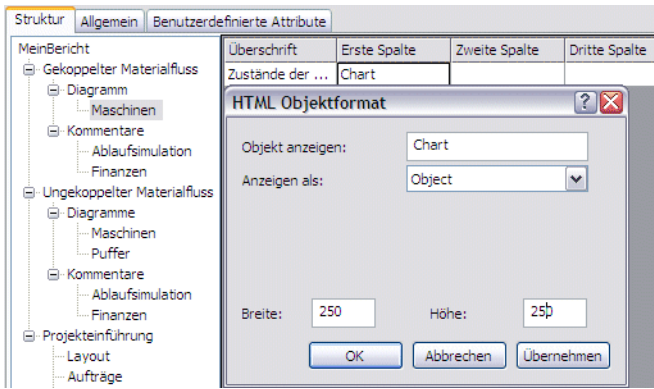 Struktur Allgemein Benutzerdefinierte Attribute
MeinBericht
Gekoppelter Materialfluss
Diagramm
Maschinen
Kommentare
Ablaufsimulation
Finanzen
Ungekoppelter Materialfluss
Diagramme
Maschinen
Puffer
Kommentare
Ablaufsimulation
Finanzen
Projekteinführung
Layout
Aufträge
Überschrift Erste Spalte Zweite Spalte Dritte Spalte
Zustände der ... Chart
HTML Objektformat
Objekt anzeigen: Chart
Anzeigen als: Object
Breite: 250 Höhe: 250
OK Abbrechen Übernehmen